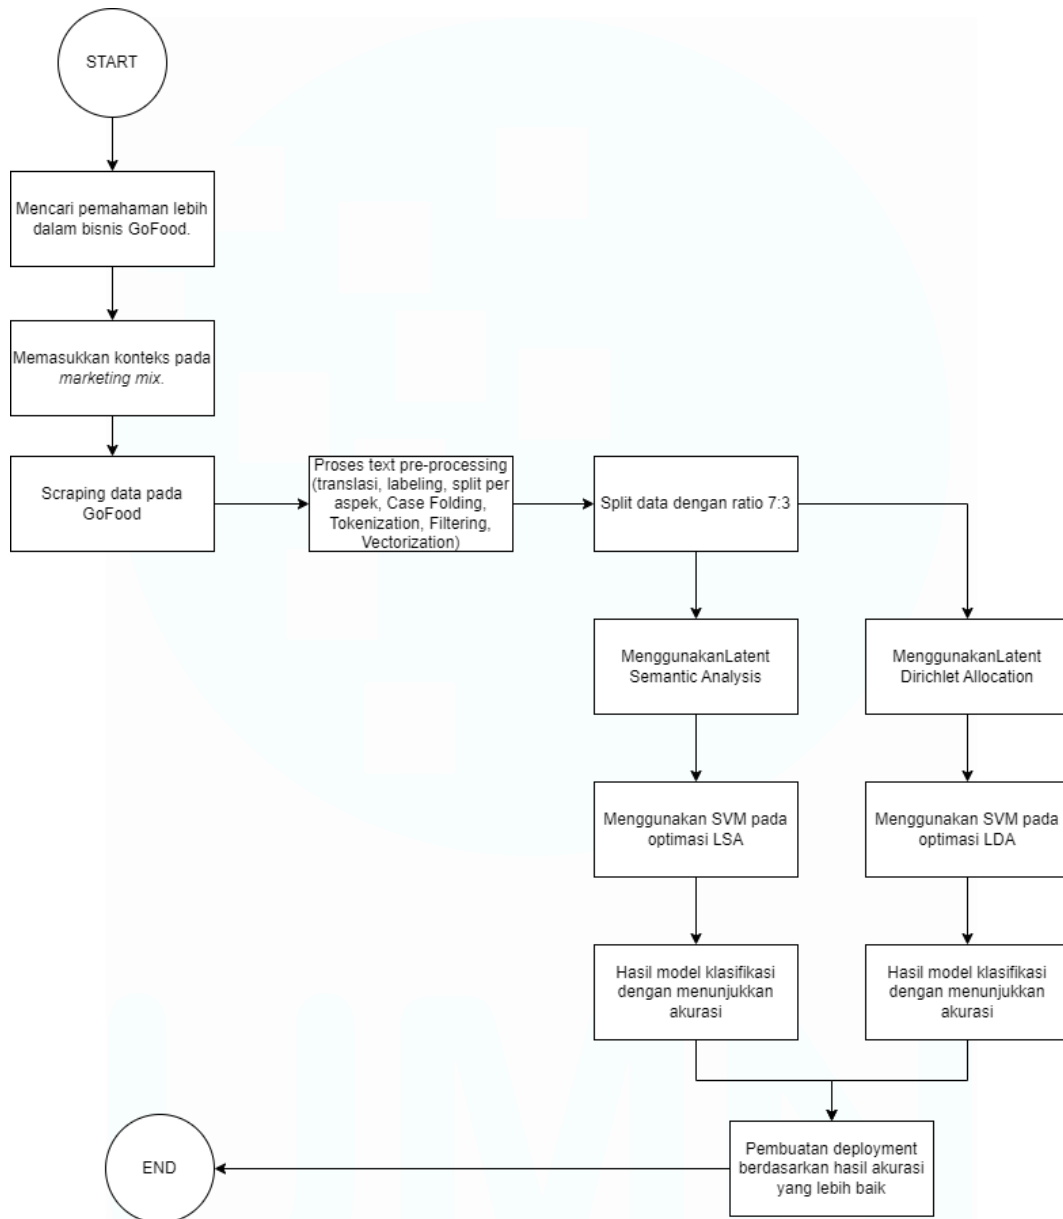 START
Mencari pemahaman lebih
dalam bisnis GoFood.
Memasukkan konteks pada
marketing mix.
Scraping data pada
GoFood
Proses text pre-processing
(translasi, labeling, split per
aspek, Case Folding,
Tokenization, Filtering,
Vectorization)
Split data dengan ratio 7:3
MenggunakanLatent
Semantic Analysis
MenggunakanLatent
Dirichlet Allocation
Menggunakan SVM pada
optimasi LSA
Menggunakan SVM pada
optimasi LDA
Hasil model klasifikasi
dengan menunjukkan
akurasi
Hasil model klasifikasi
dengan menunjukkan
akurasi
Pembuatan deployment
berdasarkan hasil akurasi
yang lebih baik
END
UMN